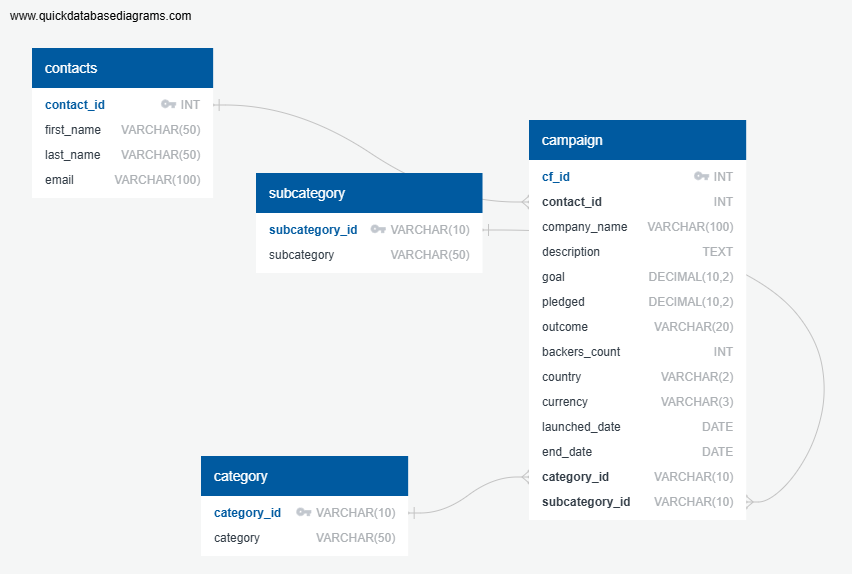 www.quickdatabasediagrams.com
contacts
contact_id INT
first_name VARCHAR(50)
last_name VARCHAR(50)
email VARCHAR(100)
subcategory
subcategory_id VARCHAR(10)
subcategory VARCHAR(50)
campaign
cf_id INT
contact_id INT
company_name VARCHAR(100)
description TEXT
goal DECIMAL(10,2)
pledged DECIMAL(10,2)
outcome VARCHAR(20)
backers_count INT
country VARCHAR(2)
currency VARCHAR(3)
launched_date DATE
end_date DATE
category_id VARCHAR(10)
subcategory_id VARCHAR(10)
category
category_id VARCHAR(10)
category VARCHAR(50)